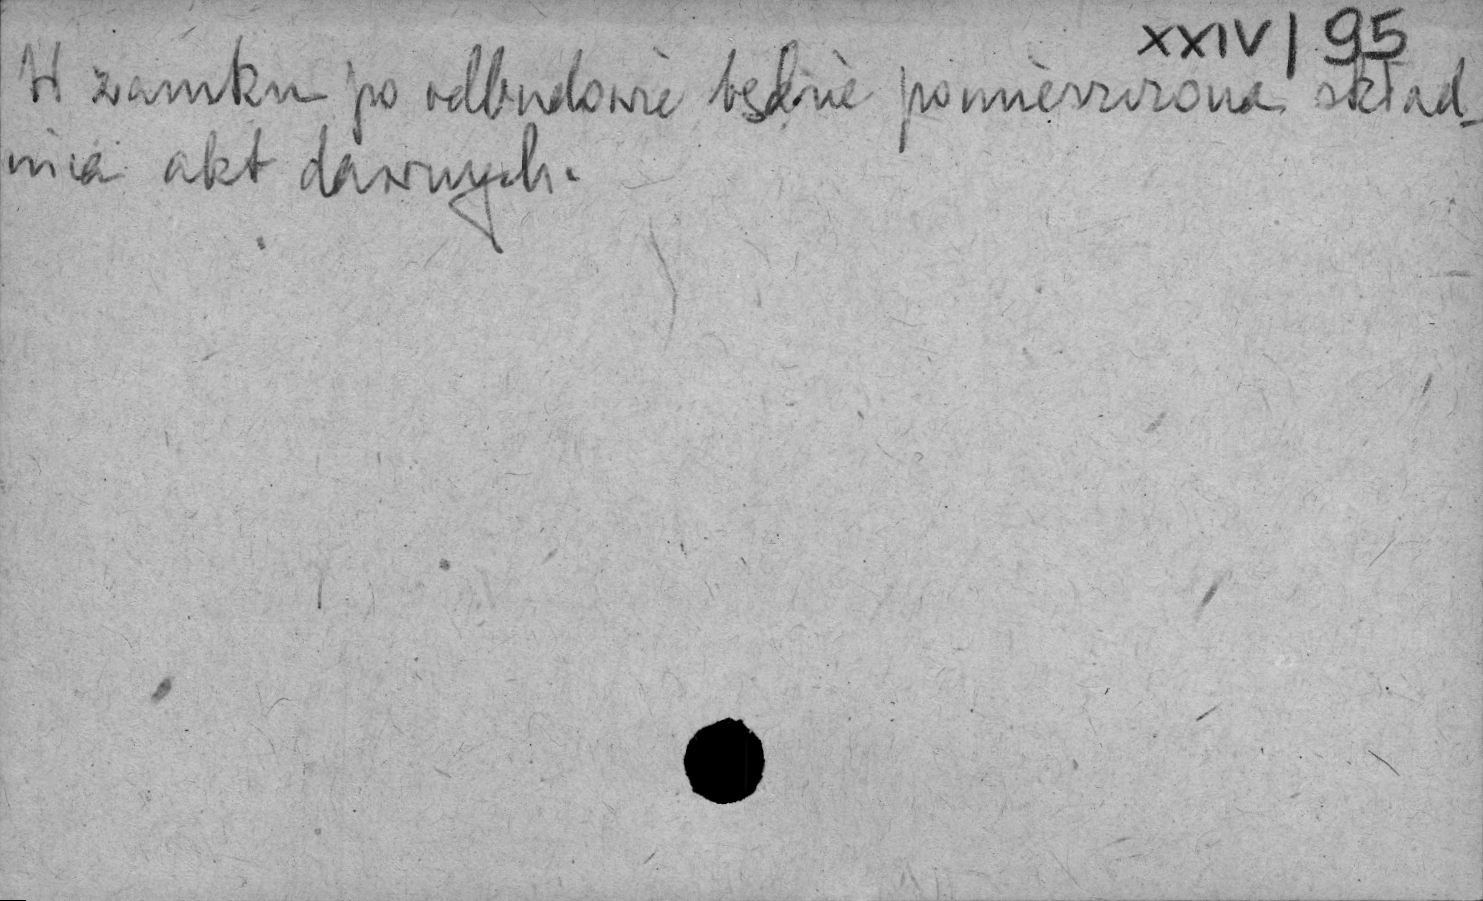 XXIV/95
W zamku po odbudowie będzie pomieszczona skład-
nica akt dawnych.